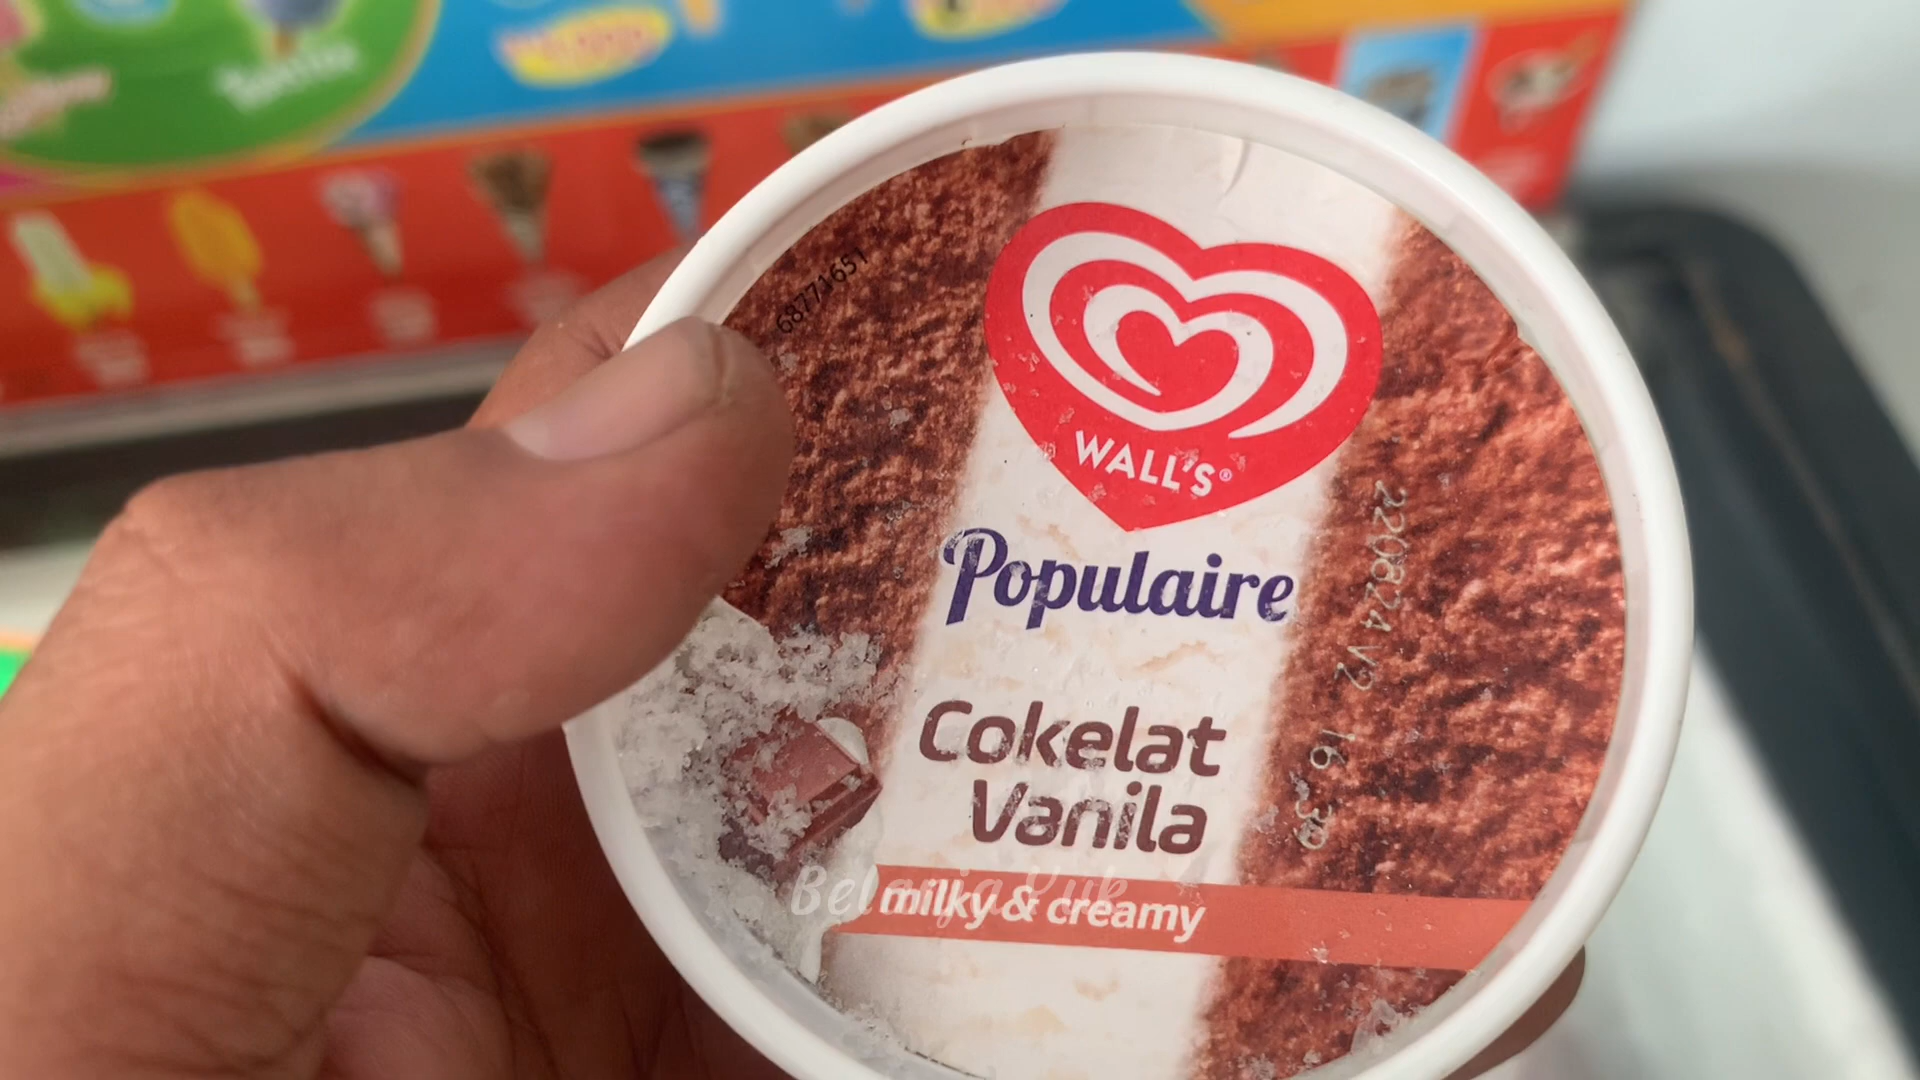 68771651
WALL'S®
Populaire
220824 V2 16 39
Cokelat
Vanila
milky & creamy